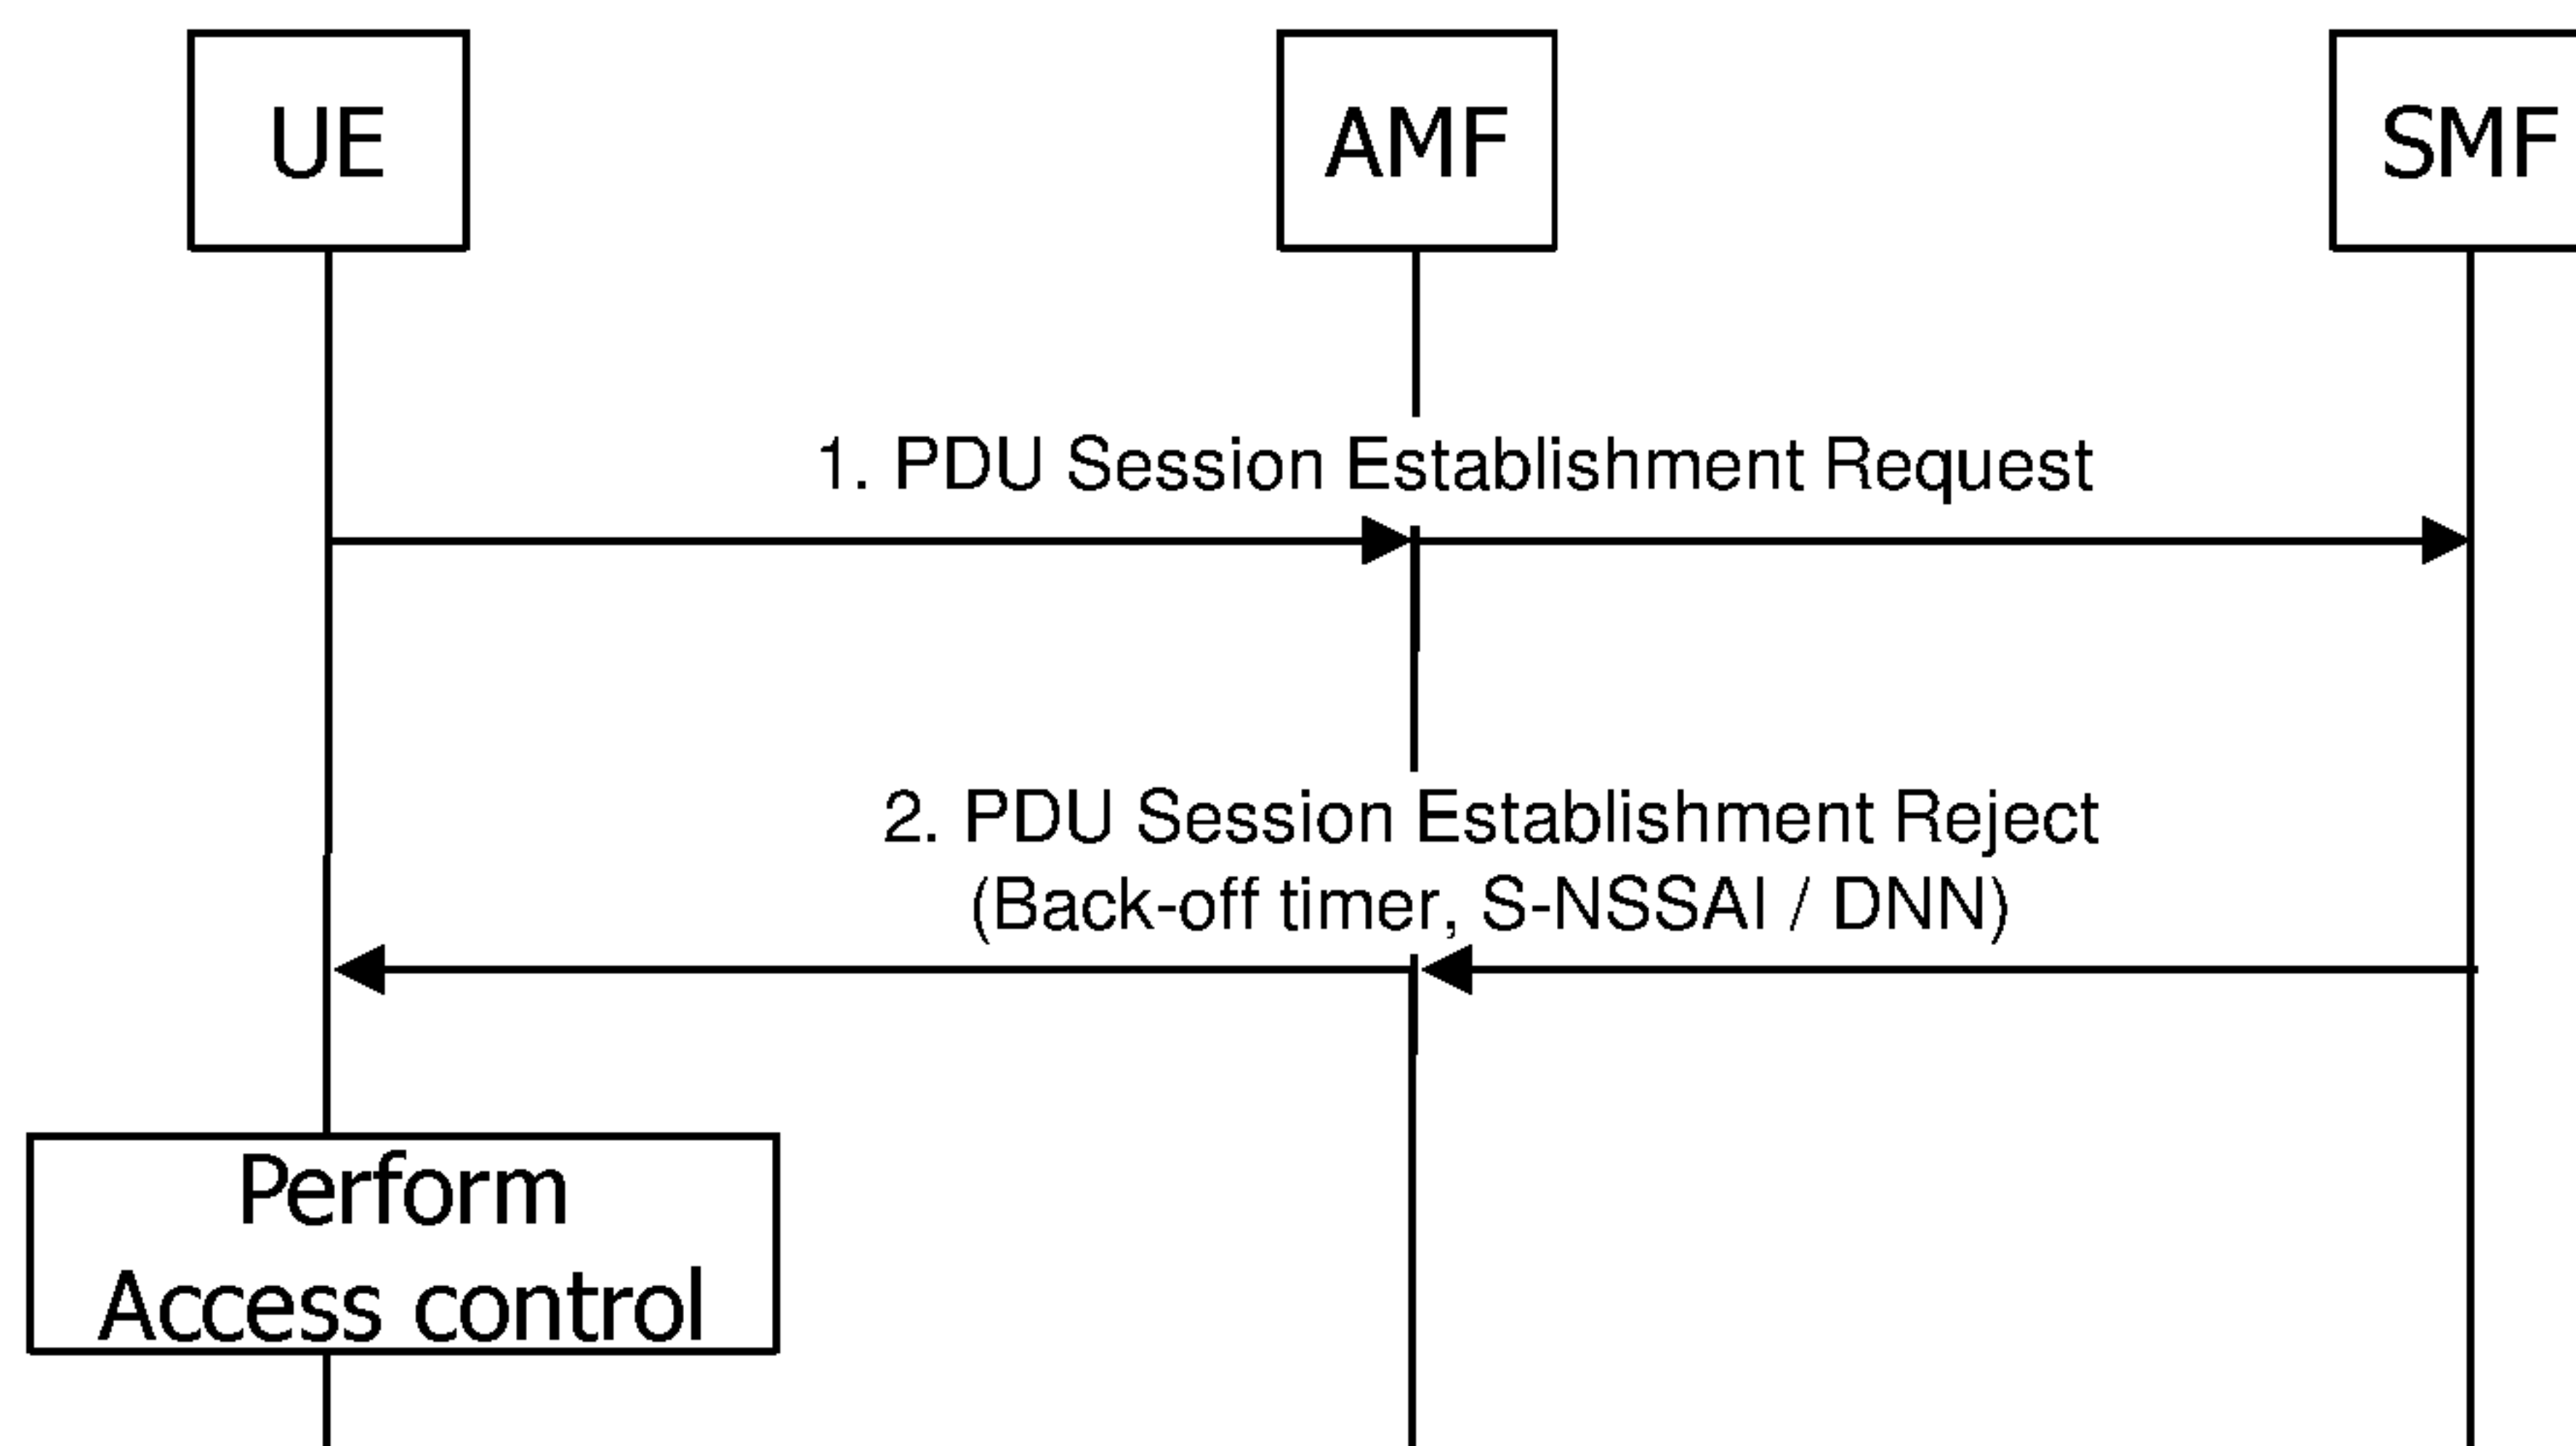 UE
AMF
SMF
1. PDU Session Establishment Request
2. PDU Session Establishment Reject
(Back-off timer, S-NSSAI / DNN)
Perform
Access control